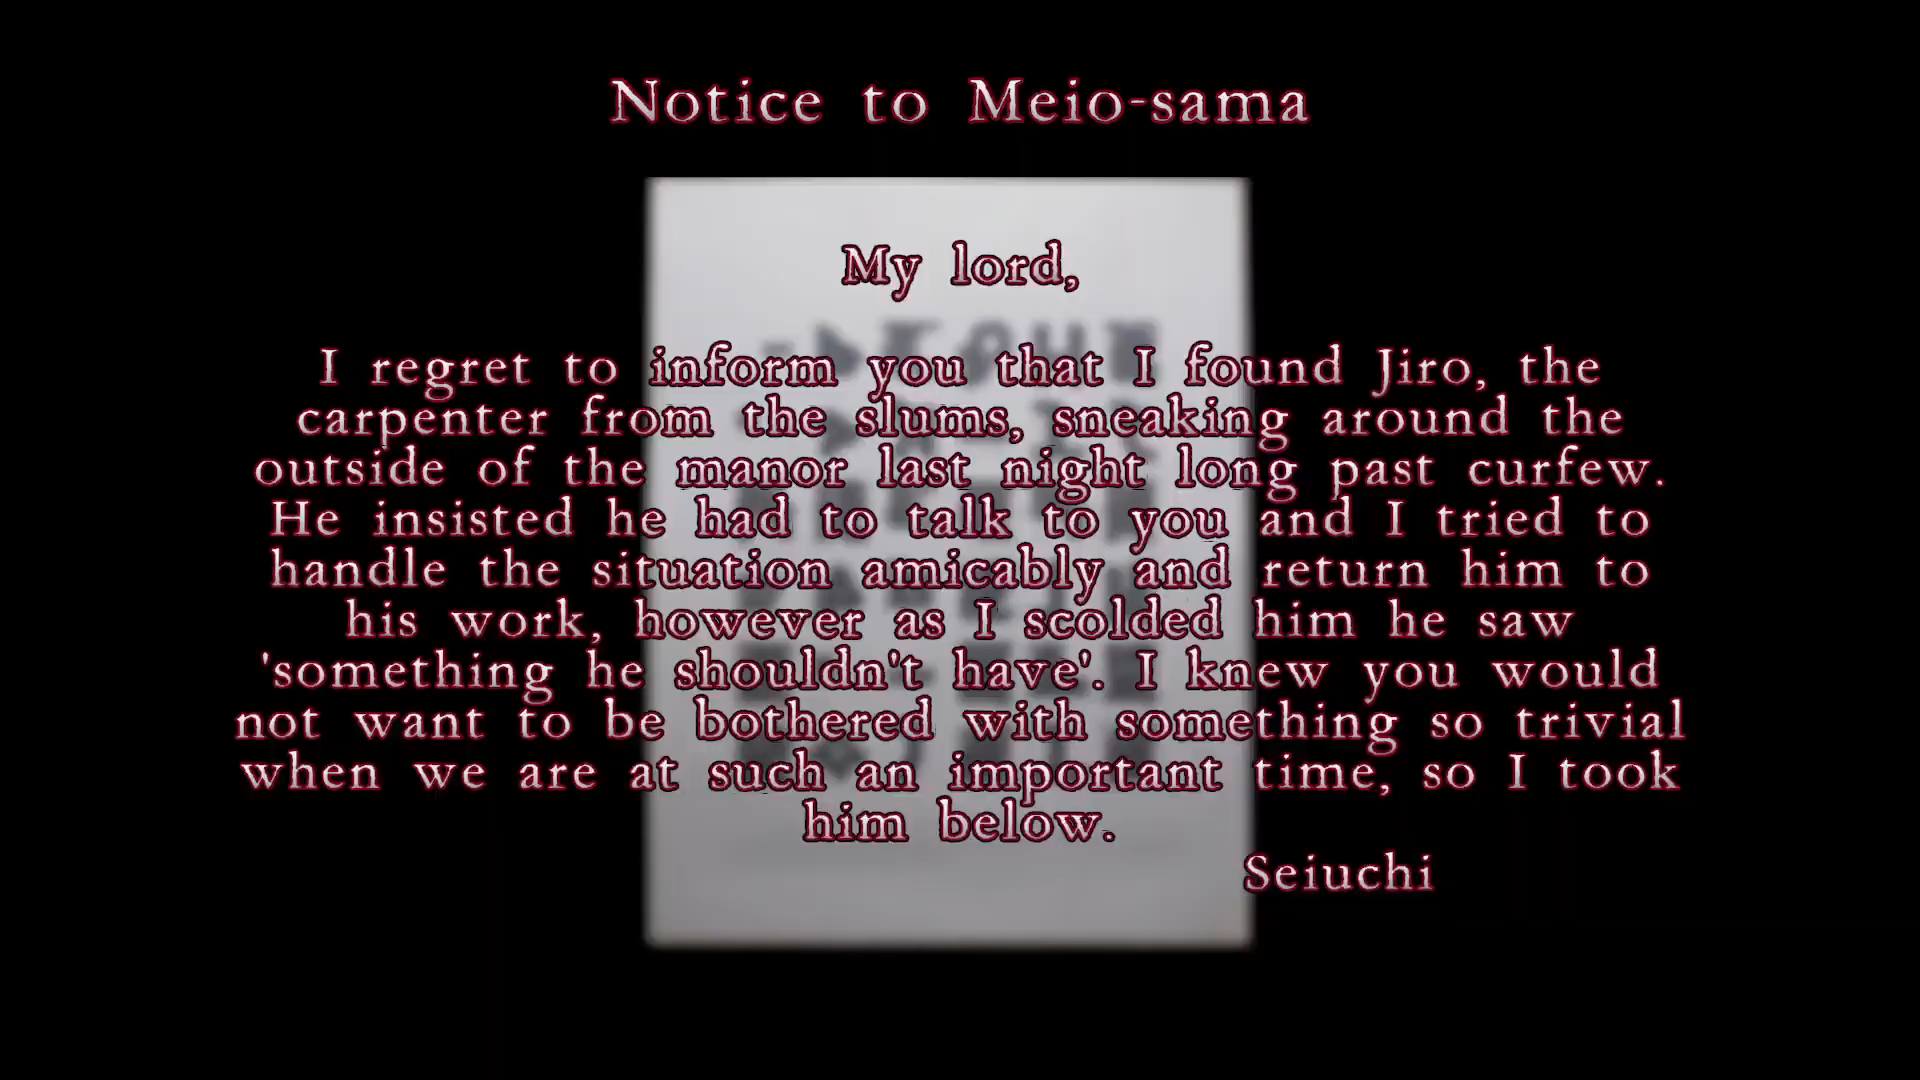 Notice to Meio-sama
My lord,
I regret to inform you that I found Jiro, the
carpenter from the slums, sneaking around the
outside of the manor last night long past curfew.
He insisted he had to talk to you and I tried to
handle the situation amicably and return him to
his work, however as I scolded him he saw
'something he shouldn't have'. I knew you would
not want to be bothered with something so trivial
when we are at such an important time, so I took
him below.
Seiuchi